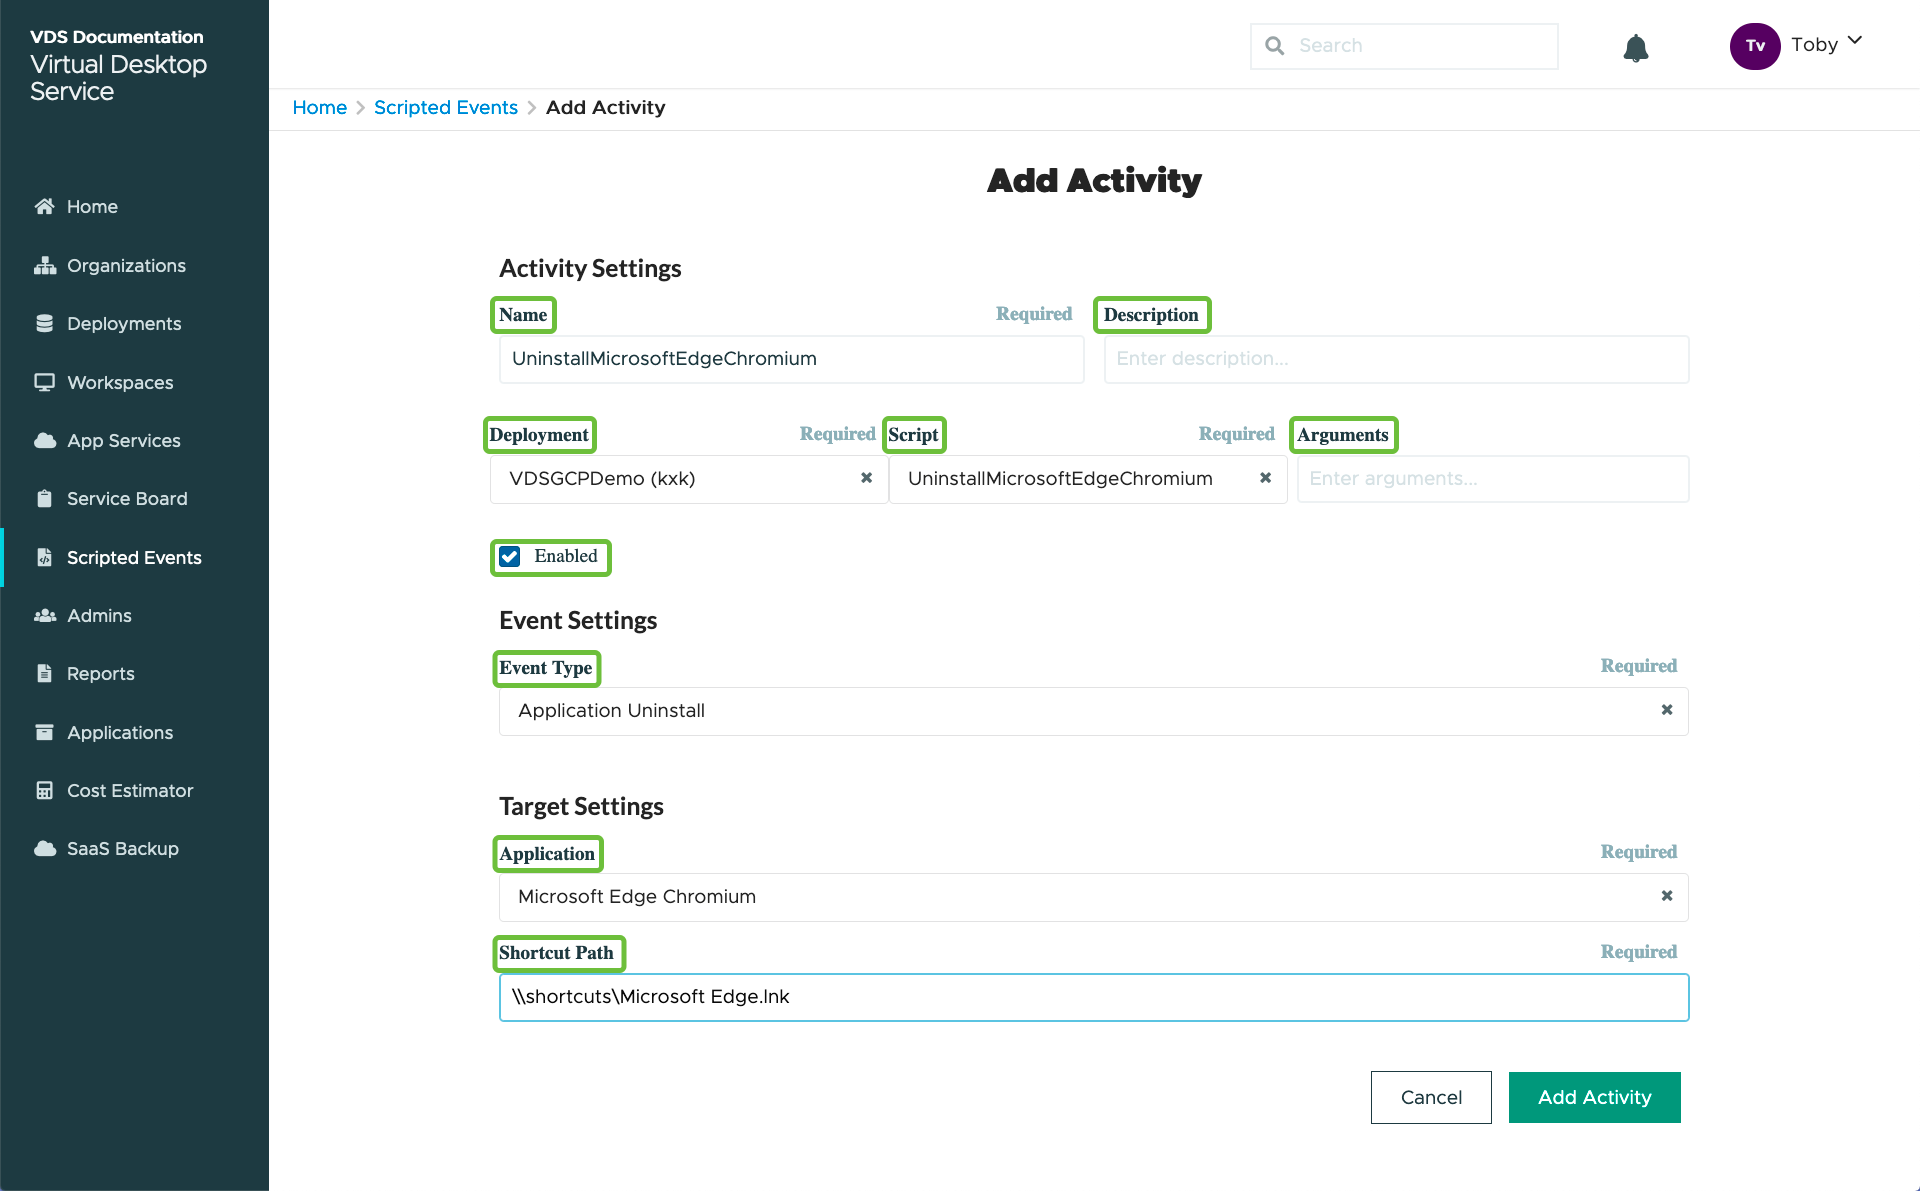 VDS Documentation
Virtual Desktop
Service
Home
Organizations
Deployments
Workspaces
App Services
Service Board
Scripted Events
Admins
Reports
Applications
Cost Estimator
SaaS Backup
Search
Tv Toby
Home Scripted Events Add Activity
Add Activity
Activity Settings
Name Required Description
UninstallMicrosoftEdgeChromium Enter description...
Deployment Required Script Required Arguments
VDSGCPDemo (kxk) UninstallMicrosoftEdgeChromium Enter arguments...
Enabled
Event Settings
Event Type Required
Application Uninstall
Target Settings
Application Required
Microsoft Edge Chromium
Shortcut Path Required
\\shortcuts\Microsoft Edge.lnk
Cancel Add Activity